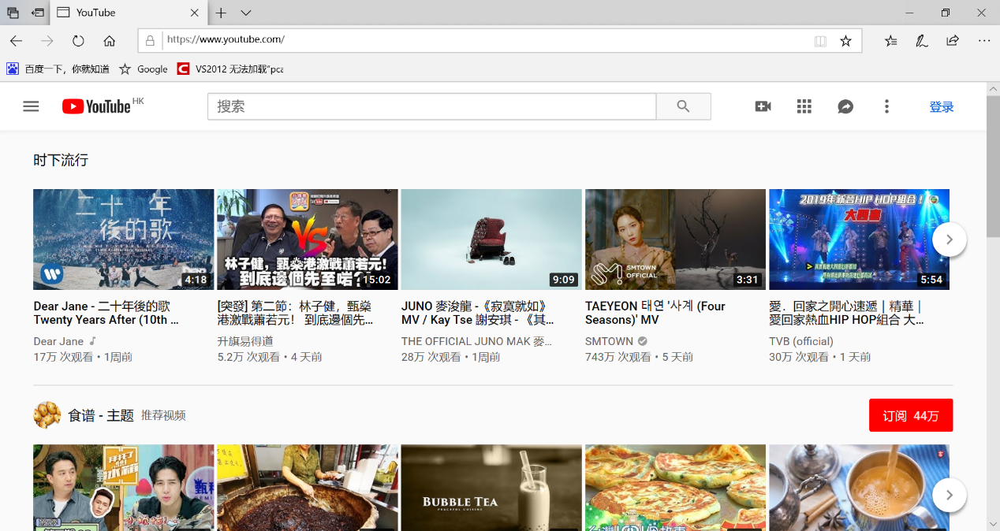 YouTube
https://www.youtube.com/
百度一下，你就知道
Google
VS2012 无法加载"pca
YouTube HK
搜索
登录
时下流行
二十年
後的歌
4:18
VS
林子健，甄燊港激戰蕭若元!
到底邊個先至啱?
15:02
9:09
SMTOWN
OFFICIAL
3:31
2019年新晉HIP HOP組合！
大圍威
5:54
Dear Jane - 二十年後的歌
Twenty Years After (10th ...
[突發] 第二節：林子健，甄燊
港激戰蕭若元！ 到底邊個先...
JUNO 麥浚龍 -《寂寞就如》
MV / Kay Tse 謝安琪 - 《其...
TAEYEON 태연 '사계 (Four
Seasons)' MV
愛．回家之開心速遞｜精華｜
愛回家熱血HIP HOP組合 大...
Dear Jane
升旗易得道
THE OFFICIAL JUNO MAK 麥...
SMTOWN
TVB (official)
17万 次观看 • 1周前
5.2万 次观看 • 4 天前
28万 次观看 • 1周前
743万 次观看 • 5 天前
30万 次观看 • 1 天前
食谱 - 主题
推荐视频
订阅 44万
BUBBLE TEA
PEACEFUL CUISINE